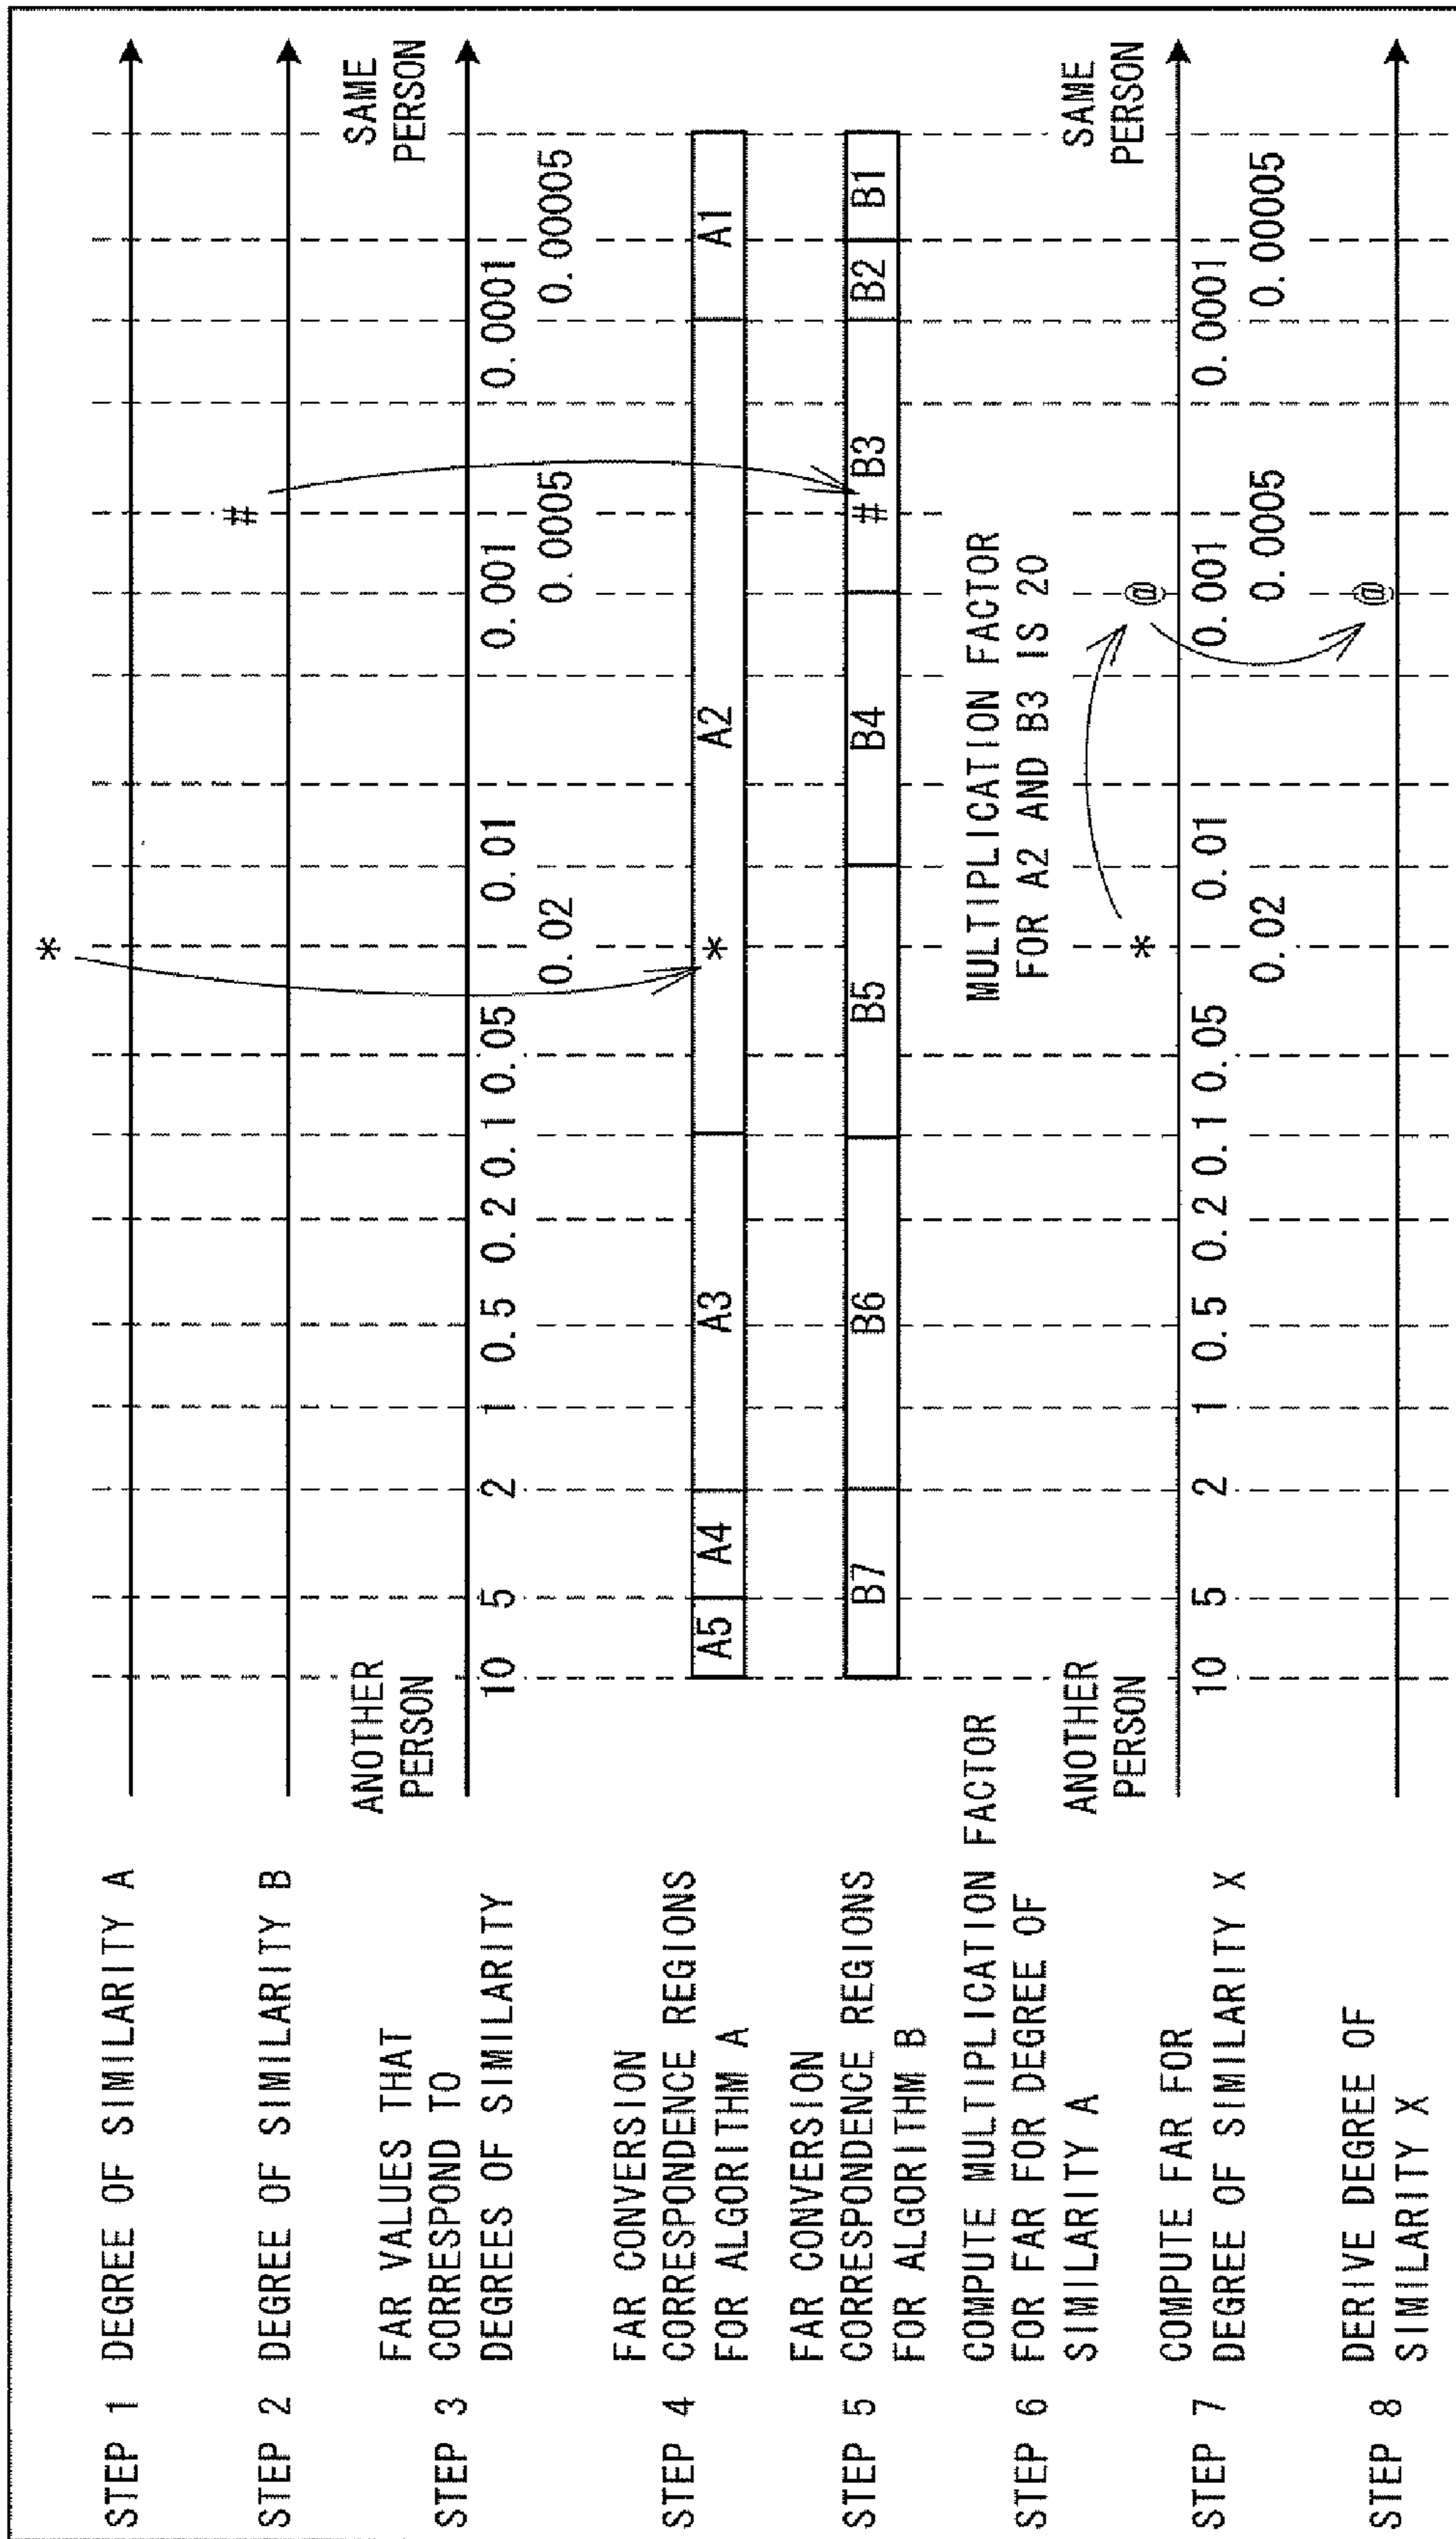 STEP 1 DEGREE OF SIMILARITY A
*
STEP 2 DEGREE OF SIMILARITY B
#
STEP 3
FAR VALUES THAT
CORRESPOND TO
DEGREES OF SIMILARITY
ANOTHER
PERSON
SAME
PERSON
10 5 2 1 0.5 0.2 0.1 0.05 0.01 0.001 0.0001
0.02 0.0005 0.00005
STEP 4
FAR CONVERSION
CORRESPONDENCE REGIONS
FOR ALGORITHM A
A5 A4 A3 * A2 A1
STEP 5
FAR CONVERSION
CORRESPONDENCE REGIONS
FOR ALGORITHM B
B7 B6 B5 B4 # B3 B2 B1
STEP 6
COMPUTE MULTIPLICATION FACTOR
FOR FAR FOR DEGREE OF
SIMILARITY A
MULTIPLICATION FACTOR
FOR A2 AND B3 IS 20
STEP 7
COMPUTE FAR FOR
DEGREE OF SIMILARITY X
ANOTHER
PERSON
* @
SAME
PERSON
10 5 2 1 0.5 0.2 0.1 0.05 0.01 0.001 0.0001
0.02 0.0005 0.00005
STEP 8
DERIVE DEGREE OF
SIMILARITY X
@